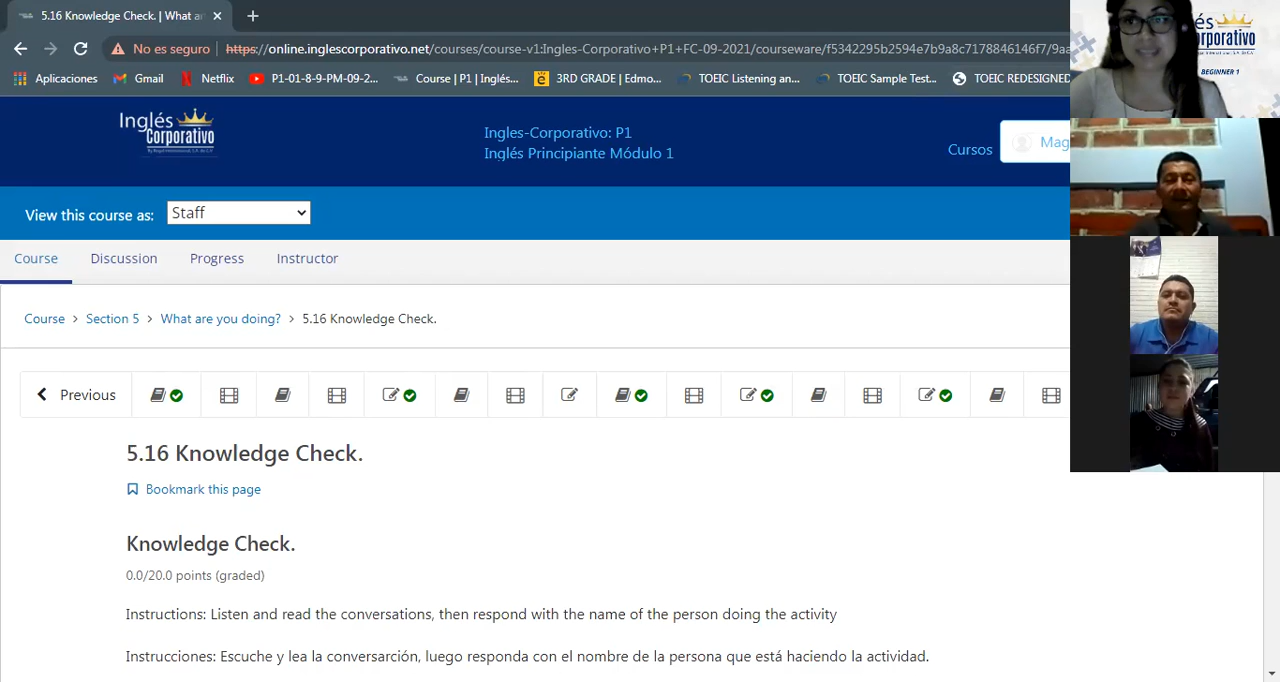 5.16 Knowledge Check. | What ar
No es seguro
https://online.inglescorporativo.net/courses/course-v1:Ingles-Corporativo+P1+FC-09-2021/courseware/f5342295b2594e7b9a8c7178846146f7/9aa
Aplicaciones
Gmail
Netflix
P1-01-8-9-PM-09-2...
Course | P1 | Inglés...
3RD GRADE | Edmo...
TOEIC Listening an...
TOEIC Sample Test...
TOEIC REDESIGNED
Corporativo
BEGINNER 1
Inglés
Corporativo
Ingles-Corporativo: P1
Inglés Principiante Módulo 1
Cursos
Mag
View this course as:
Staff
Course
Discussion
Progress
Instructor
Course > Section 5 > What are you doing? > 5.16 Knowledge Check.
Previous
5.16 Knowledge Check.
Bookmark this page
Knowledge Check.
0.0/20.0 points (graded)
Instructions: Listen and read the conversations, then respond with the name of the person doing the activity
Instrucciones: Escuche y lea la conversarción, luego responda con el nombre de la persona que está haciendo la actividad.